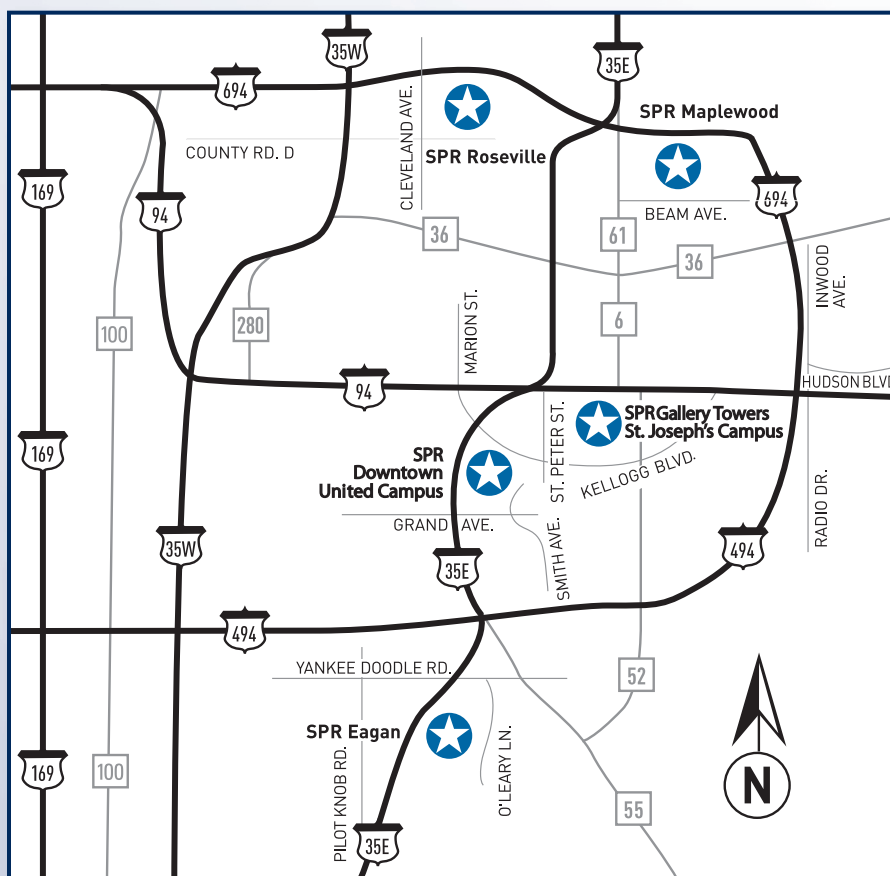 35W
35E
694
CLEVELAND AVE.
SPR Maplewood
COUNTY RD. D
SPR Roseville
169
94
694
BEAM AVE.
36
61
36
INWOOD
AVE.
100
280
MARION ST.
6
94
HUDSON BLVD
SPR Gallery Towers
St. Joseph's Campus
ST. PETER ST.
169
SPR
Downtown
United Campus
KELLOGG BLVD.
GRAND AVE.
RADIO DR.
35W
494
SMITH AVE.
35E
494
YANKEE DOODLE RD.
52
SPR Eagan
169
100
PILOT KNOB RD.
O'LEARY LN.
N
55
35E